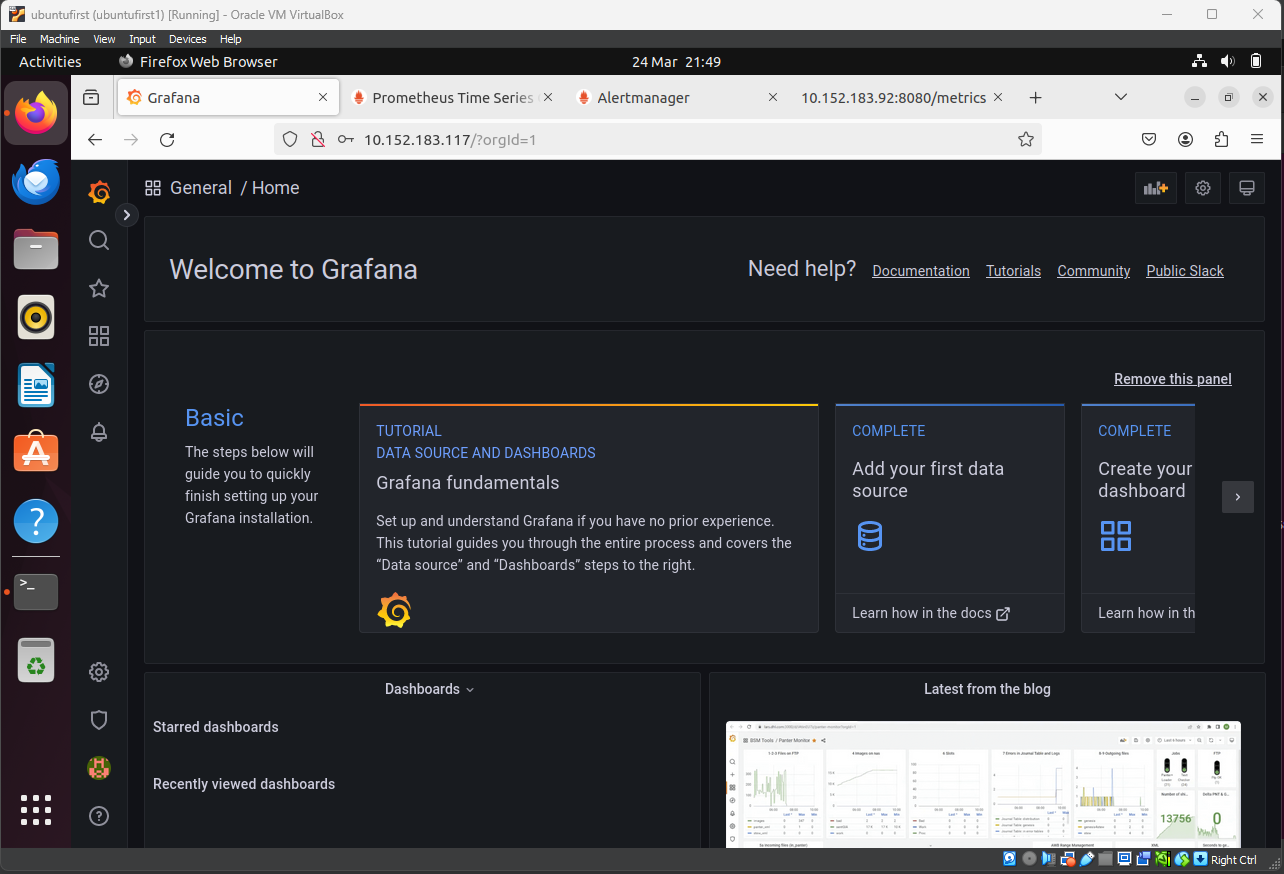 ubuntufirst (ubuntufirst1) [Running] - Oracle VM VirtualBox
File Machine View Input Devices Help
Activities Firefox Web Browser 24 Mar 21:49
Grafana Prometheus Time Series Alertmanager 10.152.183.92:8080/metrics
10.152.183.117/?orgId=1
General / Home
Welcome to Grafana
Need help? Documentation Tutorials Community Public Slack
Remove this panel
Basic
The steps below will
guide you to quickly
finish setting up your
Grafana installation.
TUTORIAL
DATA SOURCE AND DASHBOARDS
Grafana fundamentals
Set up and understand Grafana if you have no prior experience.
This tutorial guides you through the entire process and covers the
“Data source” and “Dashboards” steps to the right.
COMPLETE
Add your first data
source
Learn how in the docs
COMPLETE
Create your
dashboard
Learn how in th
Dashboards
Starred dashboards
Recently viewed dashboards
Latest from the blog
BSM Tools / Parter Monitex
13756
0
Right Ctrl